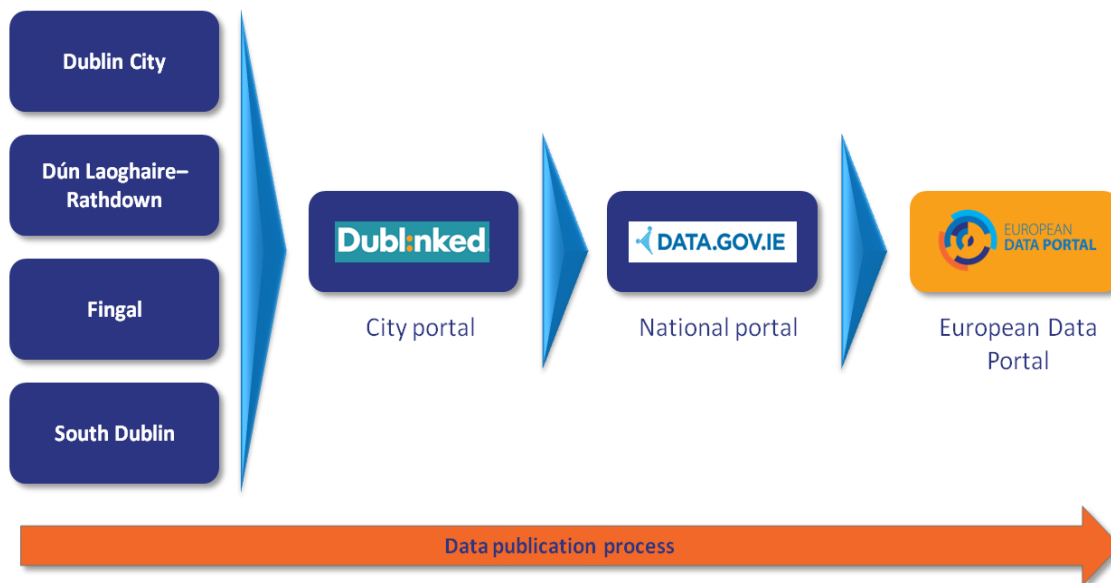 Dublin City
Dún Laoghaire–
Rathdown
Fingal
South Dublin
Dubl:nked
City portal
DATA.GOV.IE
National portal
EUROPEAN
DATA PORTAL
European Data
Portal
Data publication process